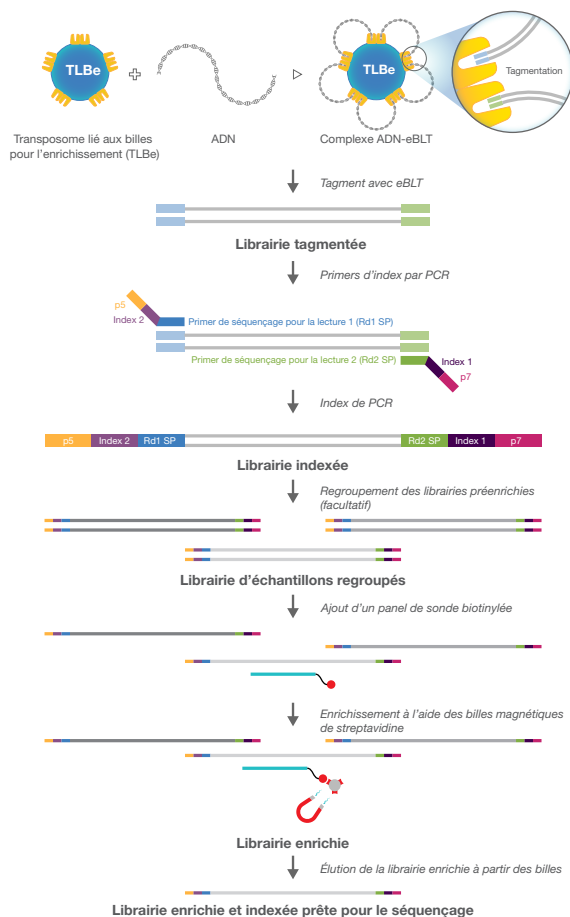 TLBe
TLBe
Tagmentation
Transposome lié aux billes
pour l'enrichissement (TLBe)
ADN
Complexe ADN-eBLT
Tagment avec eBLT
Librairie tagmentée
Primers d'index par PCR
p5
Index 2
Primer de séquençage pour la lecture 1 (Rd1 SP)
Primer de séquençage pour la lecture 2 (Rd2 SP)
Index 1
p7
Index de PCR
p5 Index 2 Rd1 SP Rd2 SP Index 1 p7
Librairie indexée
Regroupement des librairies préenrichies
(facultatif)
Librairie d'échantillons regroupés
Ajout d'un panel de sonde biotinylée
Enrichissement à l'aide des billes magnétiques
de streptavidine
Librairie enrichie
Élution de la librairie enrichie à partir des billes
Librairie enrichie et indexée prête pour le séquençage